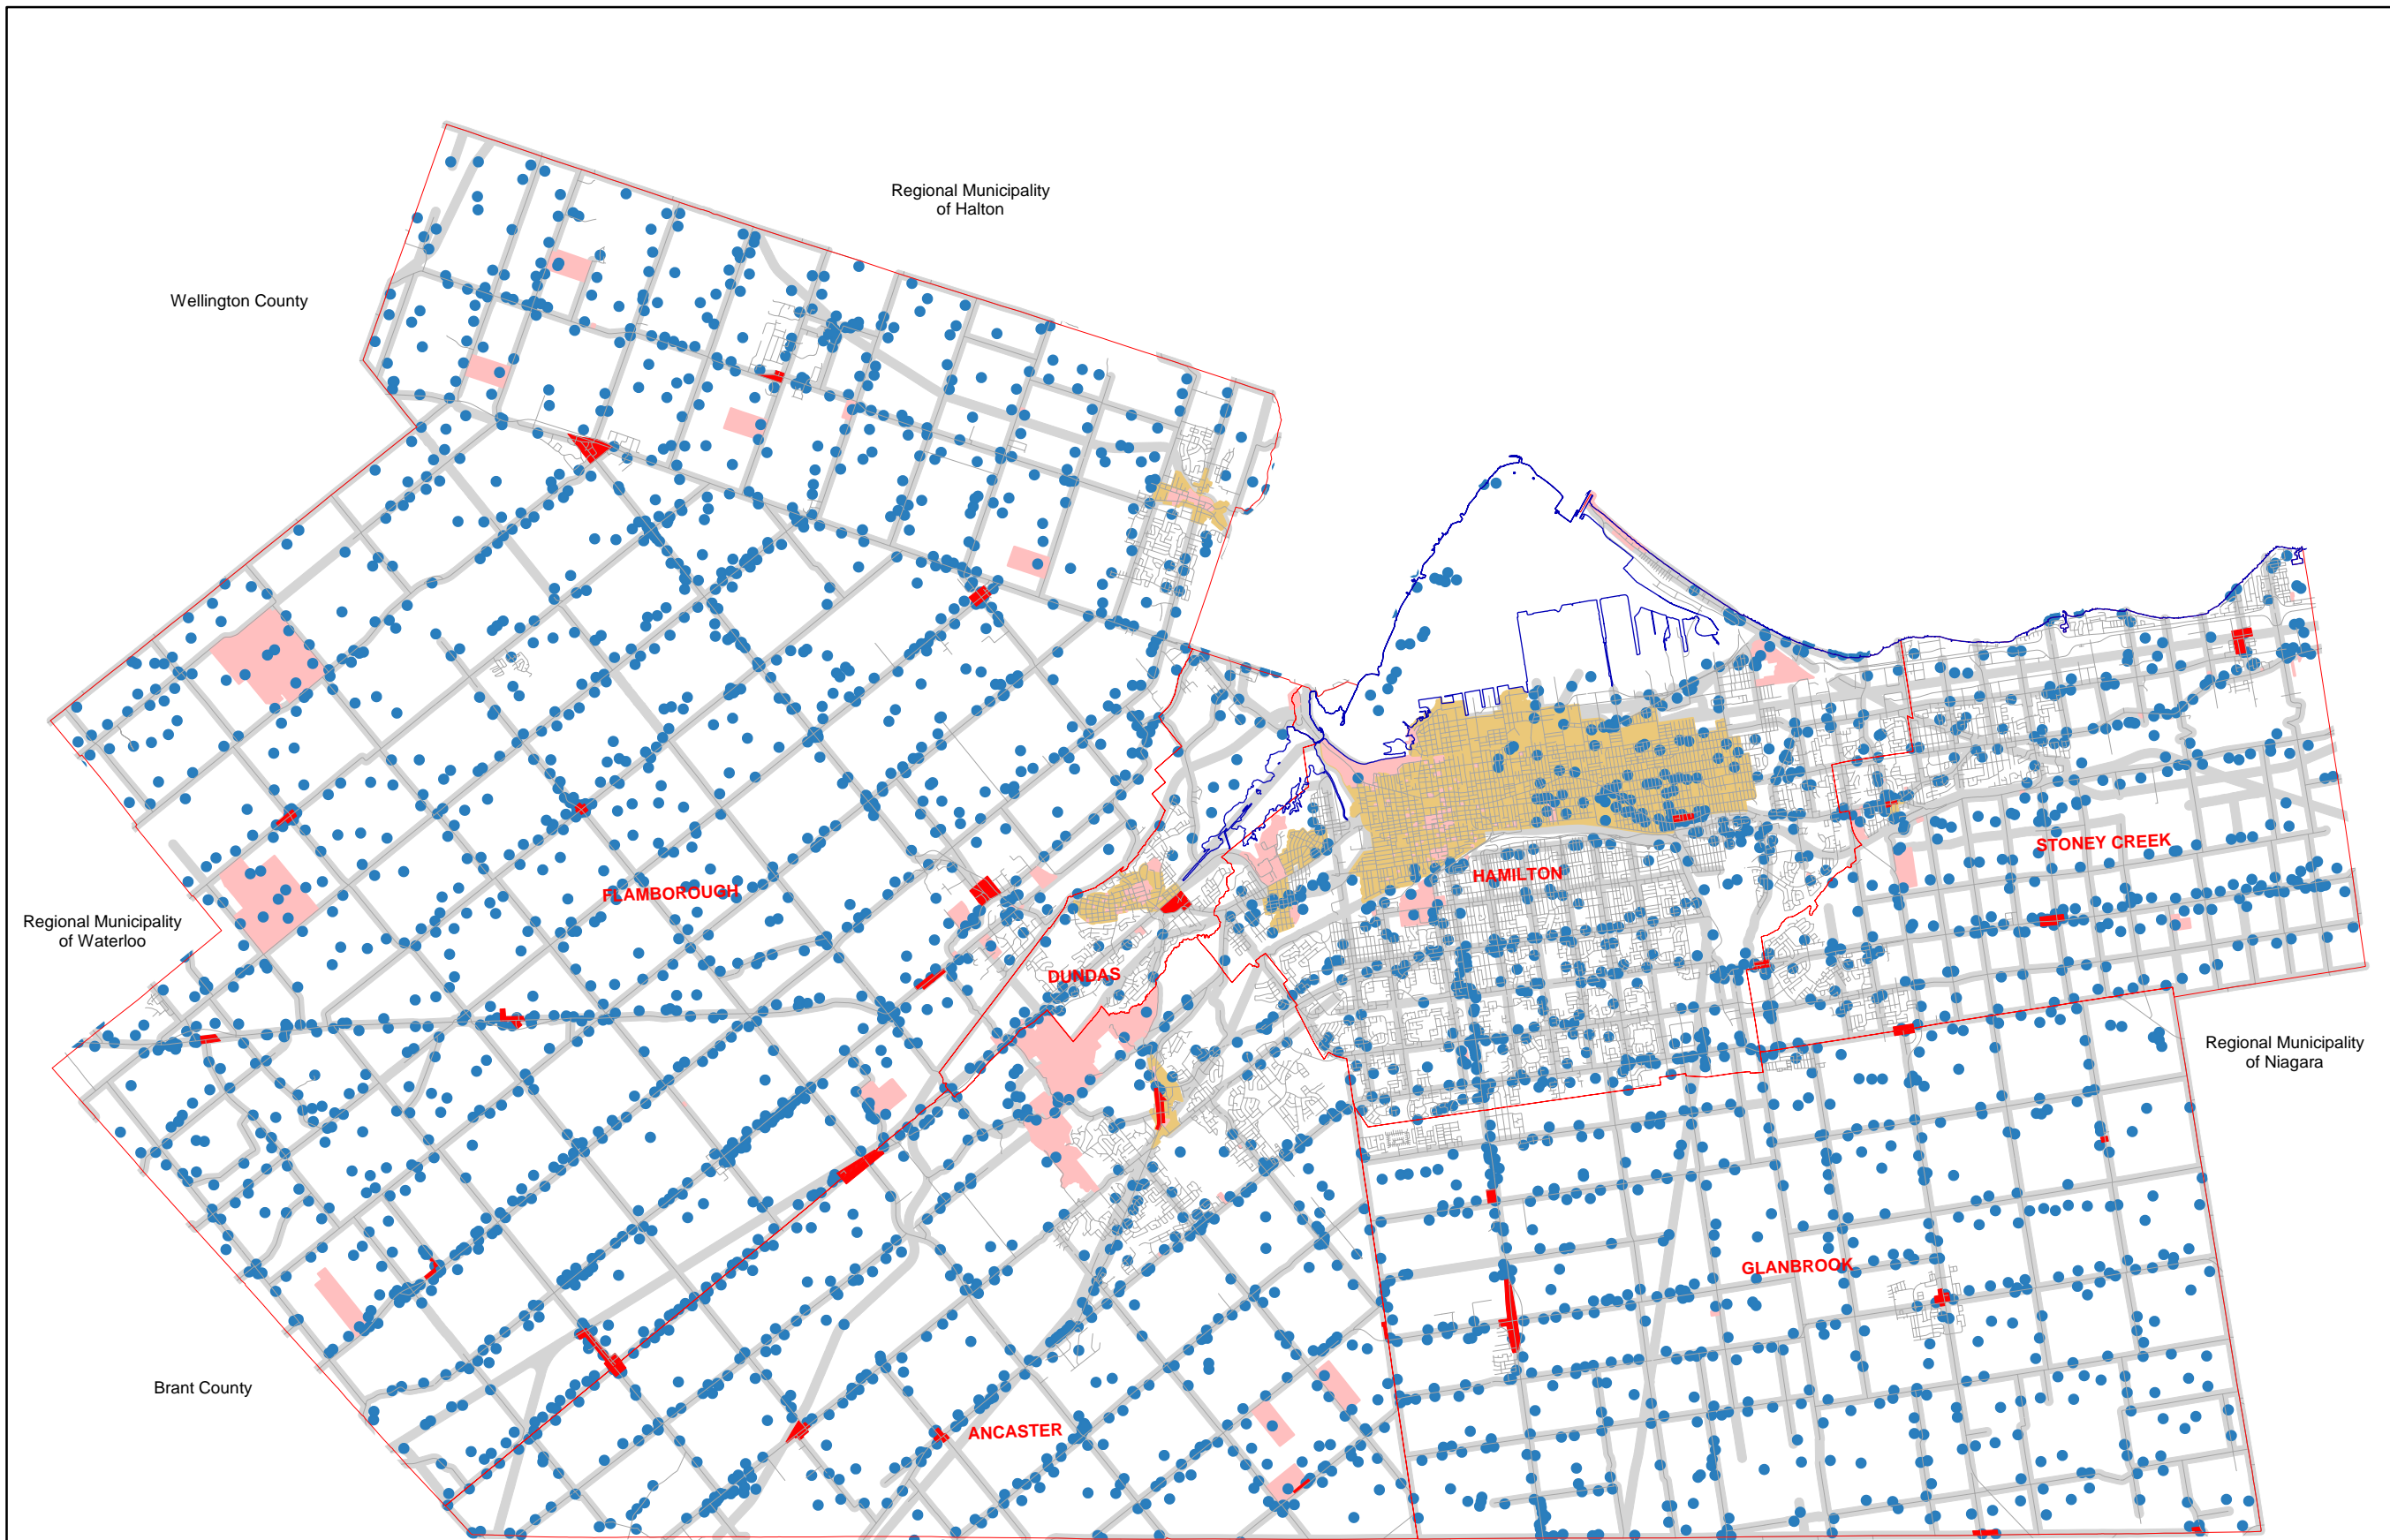 Regional Municipality
of Halton
Wellington County
STONEY CREEK
HAMILTON
FLAMBOROUGH
Regional Municipality
of Waterloo
DUNDAS
Regional Municipality
of Niagara
GLANBROOK
Brant County
ANCASTER